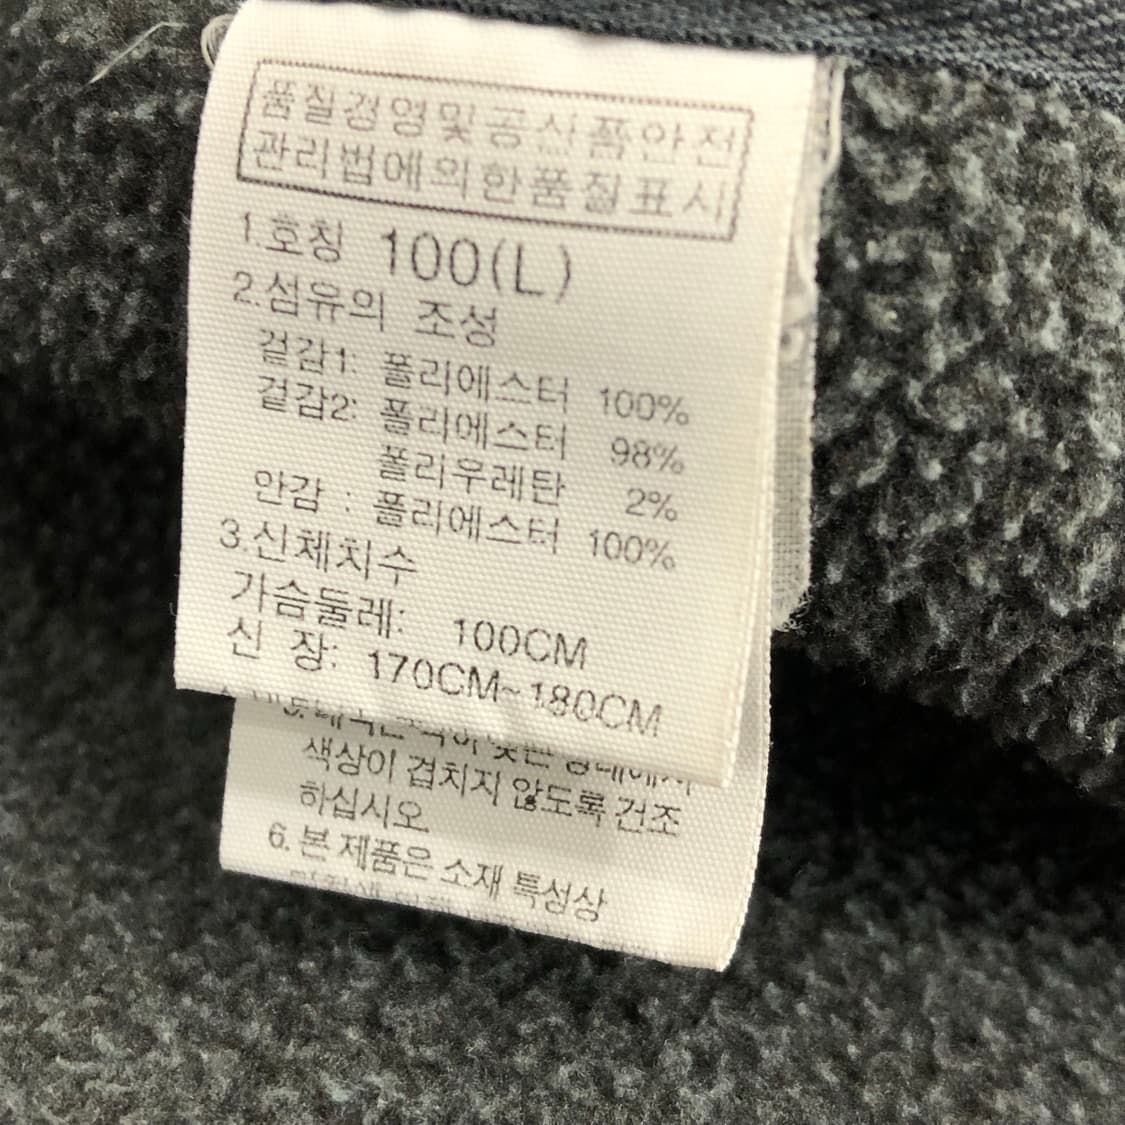 품질경영및공산품안전
관리법에의한품질표시
1.호칭 100(L)
2.섬유의 조성
겉감1: 폴리에스터 100%
겉감2: 폴리에스터 98%
폴리우레탄 2%
안감 : 폴리에스터 100%
3.신체치수
가슴둘레: 100CM
신 장: 170CM~180CM
색상이 겹치지 않도록 건조
하십시오
6. 본 제품은 소재 특성상